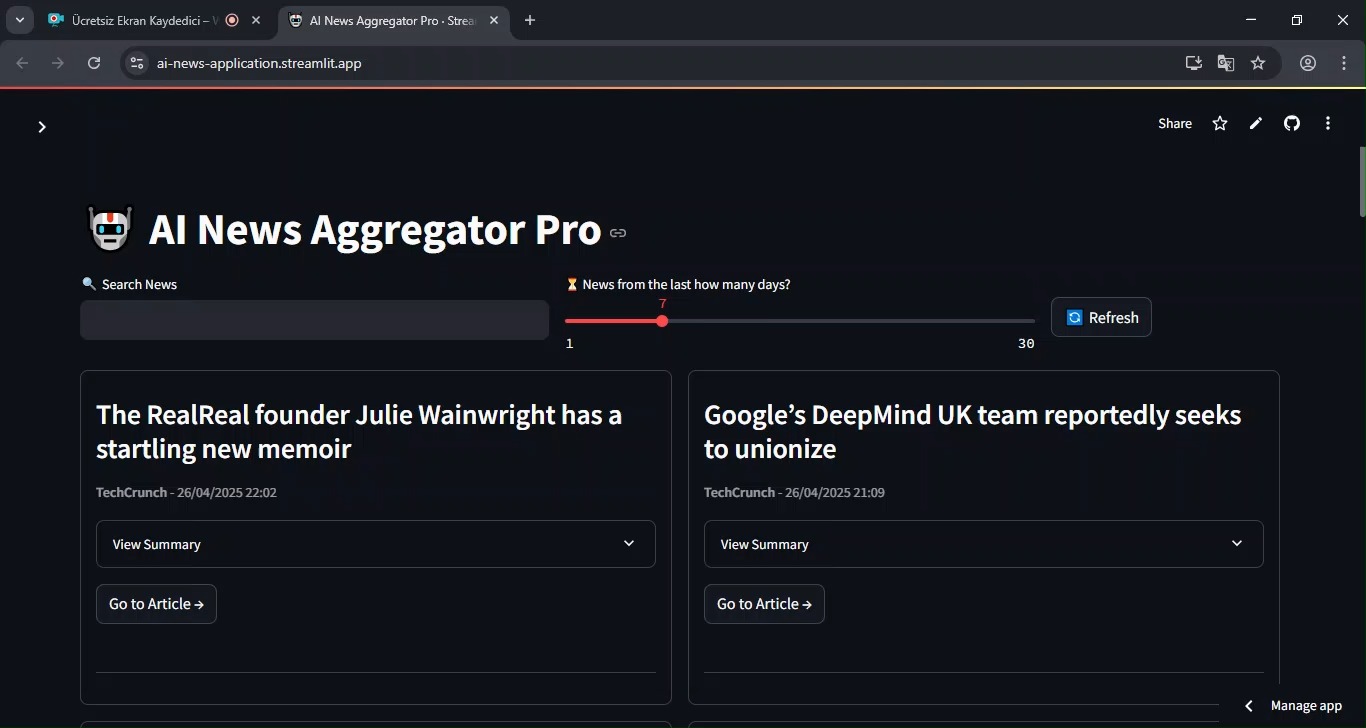 Ücretsiz Ekran Kaydedici –
AI News Aggregator Pro · Strea
ai-news-application.streamlit.app
Share
AI News Aggregator Pro
Search News
News from the last how many days?
7
1
30
Refresh
The RealReal founder Julie Wainwright has a
startling new memoir
TechCrunch - 26/04/2025 22:02
View Summary
Go to Article →
Google’s DeepMind UK team reportedly seeks
to unionize
TechCrunch - 26/04/2025 21:09
View Summary
Go to Article →
Manage app